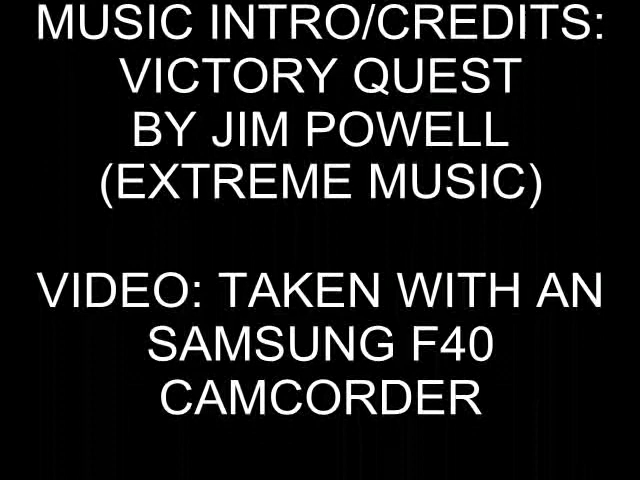 MUSIC INTRO/CREDITS:
VICTORY QUEST
BY JIM POWELL
(EXTREME MUSIC)
VIDEO: TAKEN WITH AN
SAMSUNG F40
CAMCORDER